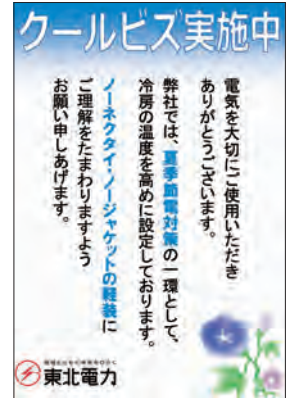 クールビズ実施中
電気を大切にご使用いただき
ありがとうございます。
弊社では、夏季節電対策の一環として、
冷房の温度を高めに設定しております。
ノーネクタイ・ノージャケットの軽装に
ご理解をたまわりますよう
お願い申しあげます。
東北電力